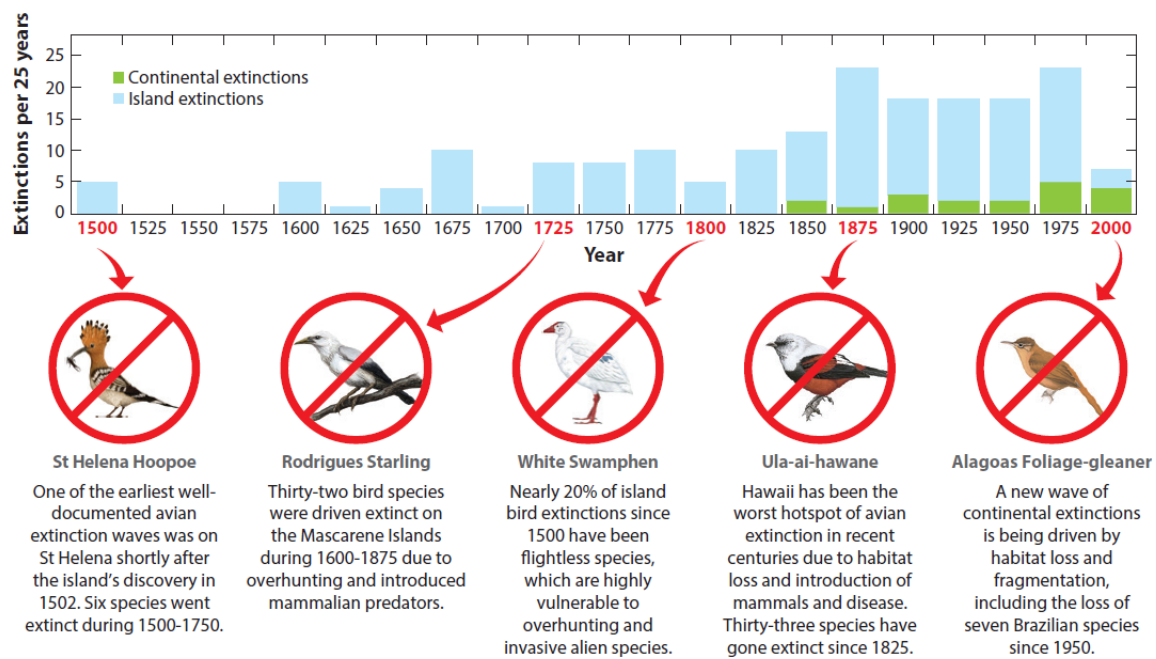 Extinctions per 25 years
25
20
15
10
5
0
Continental extinctions
Island extinctions
1500 1525 1550 1575 1600 1625 1650 1675 1700 1725 1750 1775 1800 1825 1850 1875 1900 1925 1950 1975 2000
Year
St Helena Hoopoe
One of the earliest well-
documented avian
extinction waves was on
St Helena shortly after
the island's discovery in
1502. Six species went
extinct during 1500-1750.
Rodrigues Starling
Thirty-two bird species
were driven extinct on
the Mascarene Islands
during 1600-1875 due to
overhunting and introduced
mammalian predators.
White Swamphen
Nearly 20% of island
bird extinctions since
1500 have been
flightless species,
which are highly
vulnerable to
overhunting and
invasive alien species.
Ula-ai-hawane
Hawaii has been the
worst hotspot of avian
extinction in recent
centuries due to habitat
loss and introduction of
mammals and disease.
Thirty-three species have
gone extinct since 1825.
Alagoas Foliage-gleaner
A new wave of
continental extinctions
is being driven by
habitat loss and
fragmentation,
including the loss of
seven Brazilian species
since 1950.